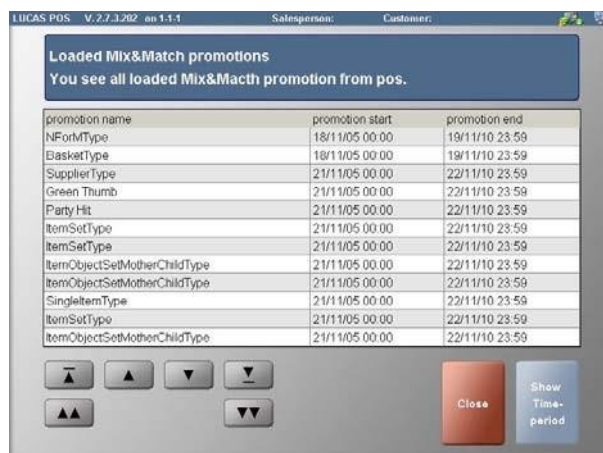 LUCAS POS V. 2.7.3.202 on 1-1-1 Salesperson: Customer:
Loaded Mix&Match promotions
You see all loaded Mix&Macth promotion from pos.
promotion name promotion start promotion end
NForMType 18/11/05 00:00 19/11/10 23:59
BasketType 18/11/05 00:00 19/11/10 23:59
SupplierType 21/11/05 00:00 22/11/10 23:59
Green Thumb 21/11/05 00:00 22/11/10 23:59
Party Hit 21/11/05 00:00 22/11/10 23:59
ItemSetType 21/11/05 00:00 22/11/10 23:59
ItemSetType 21/11/05 00:00 22/11/10 23:59
ItemObjectSetMotherChildType 21/11/05 00:00 22/11/10 23:59
ItemObjectSetMotherChildType 21/11/05 00:00 22/11/10 23:59
SingleItemType 21/11/05 00:00 22/11/10 23:59
ItemSetType 21/11/05 00:00 22/11/10 23:59
ItemObjectSetMotherChildType 21/11/05 00:00 22/11/10 23:59
Close
Show
Time-
period